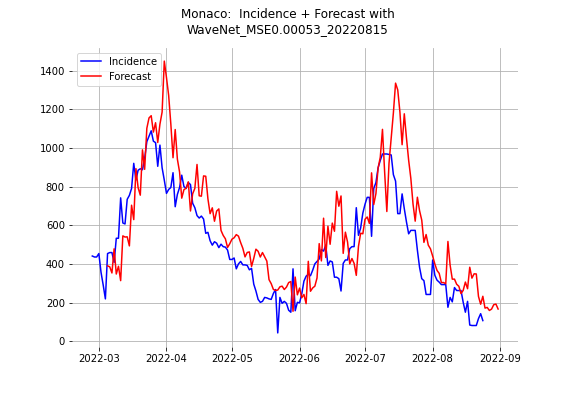 Monaco:  Incidence + Forecast with
WaveNet_MSE0.00053_20220815
Incidence
Forecast
1400
1200
1000
800
600
400
200
0
2022-03 2022-04 2022-05 2022-06 2022-07 2022-08 2022-09